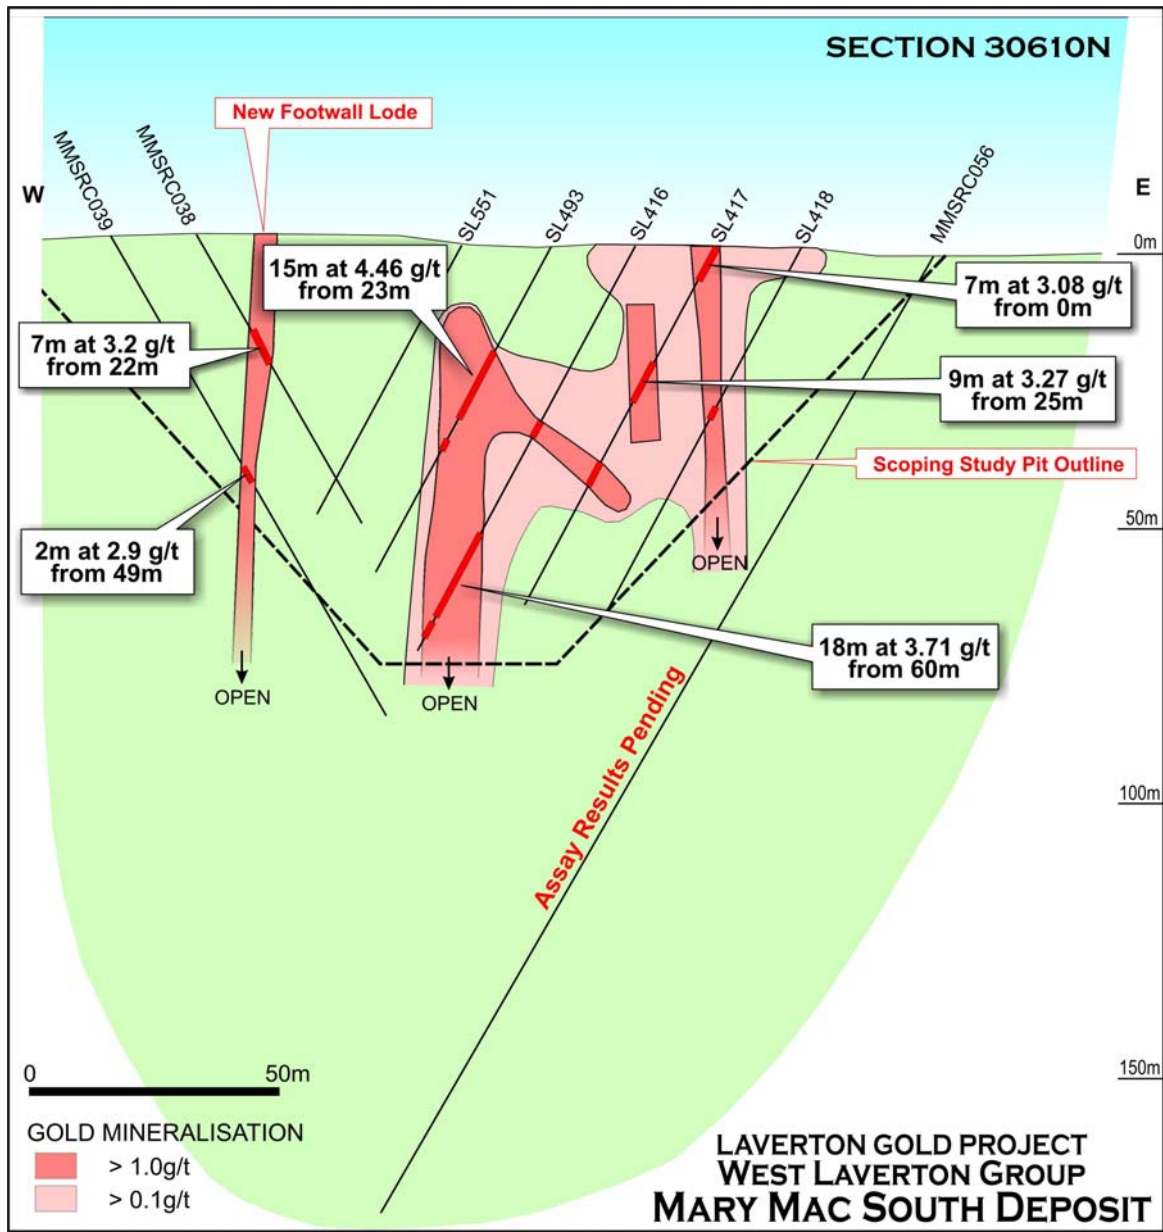 SECTION 30610N
New Footwall Lode
W
MMSRC039
MMSRC038
SL551
SL493
SL416
SL417
SL418
MMSRC056
E
0m
15m at 4.46 g/t
from 23m
7m at 3.08 g/t
from 0m
7m at 3.2 g/t
from 22m
9m at 3.27 g/t
from 25m
Scoping Study Pit Outline
50m
2m at 2.9 g/t
from 49m
OPEN
18m at 3.71 g/t
from 60m
OPEN
OPEN
Assay Results Pending
100m
150m
0
50m
GOLD MINERALISATION
> 1.0g/t
> 0.1g/t
LAVERTON GOLD PROJECT
WEST LAVERTON GROUP
MARY MAC SOUTH DEPOSIT